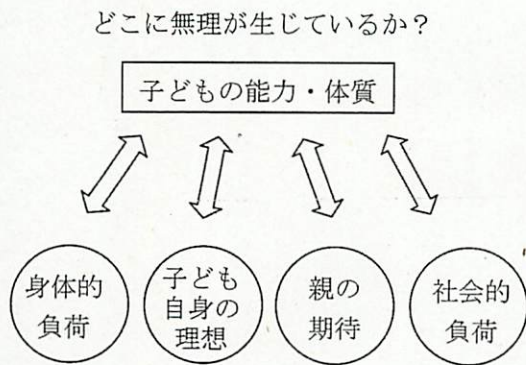 どこに無理が生じているか?
子どもの能力・体質
身体的
負荷
子ども
自身の
理想
親の
期待
社会的
負荷